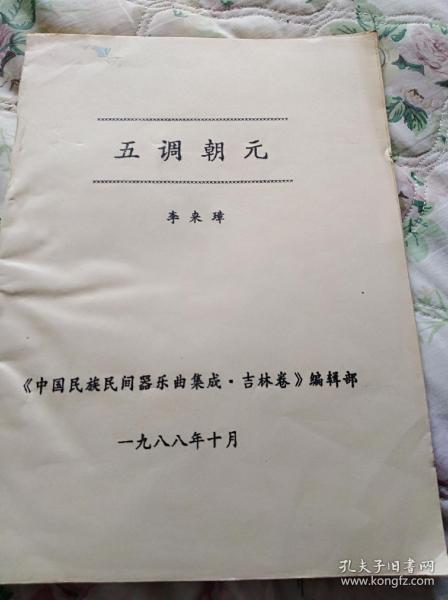 五调朝元
李来璋
《中国民族民间器乐曲集成·吉林卷》编辑部
一九八八年十月
孔夫子旧书网
www.kongfz.com